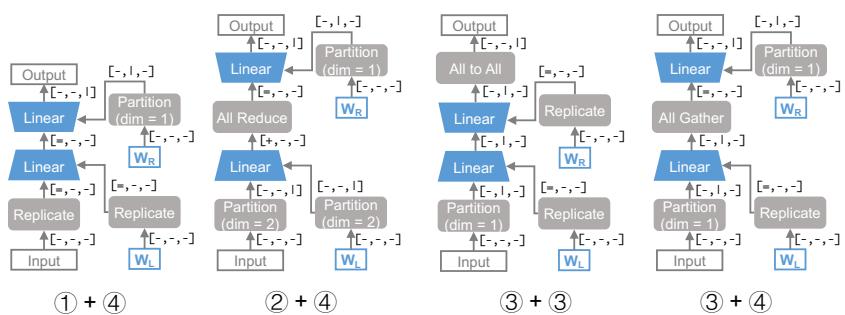 Output
[-,-,|]
Linear
[-,|,-]
Partition
(dim = 1)
[-,-,-]
W_R
[=,-,-]
Linear
[=,-,-]
[=,-,-]
Replicate
Replicate
[-,-,-]
[-,-,-]
Input
W_L
① + ④
Output
[-,-,|]
Linear
[-,|,-]
Partition
(dim = 1)
[-,-,-]
W_R
[=,-,-]
All Reduce
[+,-,-]
Linear
[-,-,|]
[-,-,|]
Partition
(dim = 2)
Partition
(dim = 2)
[-,-,-]
[-,-,-]
Input
W_L
② + ④
Output
[-,-,|]
All to All
[-,|,-]
Linear
[=,-,-]
Replicate
[-,-,-]
W_R
[-,|,-]
Linear
[-,|,-]
[=,-,-]
Partition
(dim = 1)
Replicate
[-,-,-]
[-,-,-]
Input
W_L
③ + ③
Output
[-,-,|]
Linear
[-,|,-]
Partition
(dim = 1)
[-,-,-]
W_R
[=,-,-]
All Gather
[-,|,-]
Linear
[-,|,-]
[=,-,-]
Partition
(dim = 1)
Replicate
[-,-,-]
[-,-,-]
Input
W_L
③ + ④